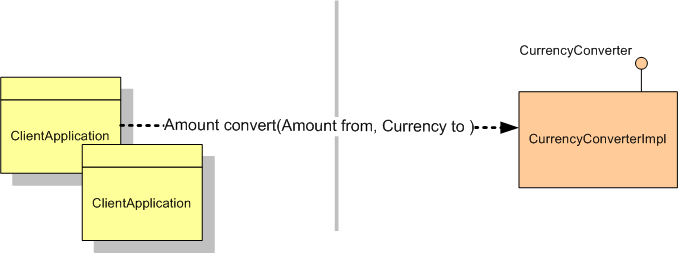 CurrencyConverter
ClientApplication
Amount convert(Amount from, Currency to )
CurrencyConverterImpl
ClientApplication